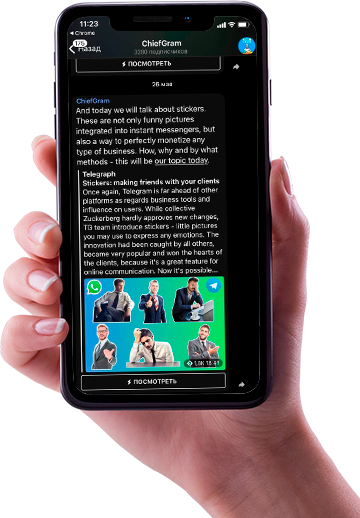 11:23
Chrome
178
Назад
ChiefGram
3280 подписчиков
ПОСМОТРЕТЬ
26 мая
ChiefGram
And today we will talk about stickers.
These are not only funny pictures
integrated into instant messengers, but
also a way to perfectly monetize any
type of business. How, why and by what
methods - this will be our topic today.
Telegraph
Stickers: making friends with your clients
Once again, Telegram is far ahead of other
platforms as regards business tools and
influence on users. While collective
Zuckerberg hardly approves new changes,
TG team introduce stickers - little pictures
you may use to express any emotions. The
innovation had been caught by all others,
became very popular and won the hearts of
the clients, because it's a great feature for
online communication. Now it's possible...
1,8K 18:41
ПОСМОТРЕТЬ